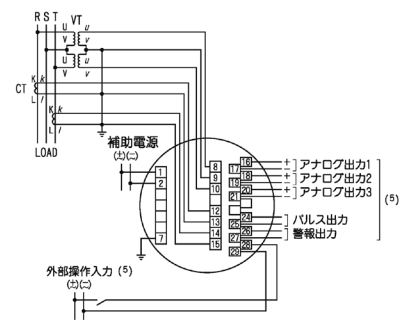 R S T
VT
U u
V v
U u
V v
CT
K k
L l
K k
L l
LOAD
補助電源
(±)(=)
1
2
7
8
9
10
12
13
14
15
16
17
18
19
20
21
24
25
26
27
28
29
+
−
アナログ出力1
+
−
アナログ出力2
+
−
アナログ出力3
パルス出力
警報出力
(5)
外部操作入力 (5)
(±)(=)